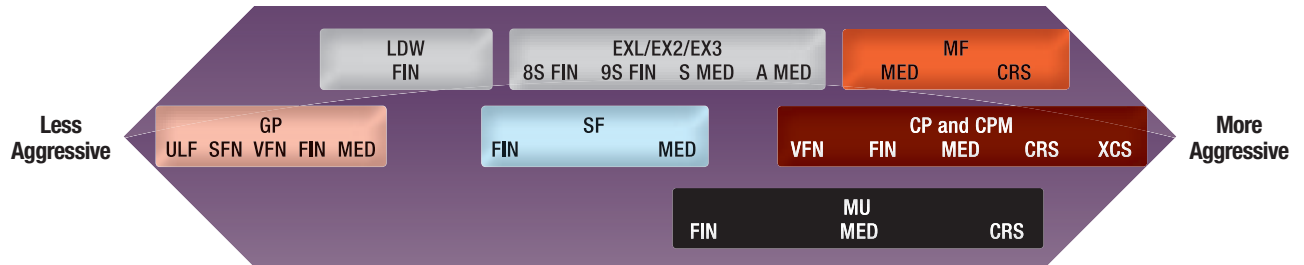 LDW
FIN
EXL/EX2/EX3
8S FIN 9S FIN S MED A MED
MF
MED CRS
Less
Aggressive
GP
ULF SFN VFN FIN MED
SF
FIN MED
CP and CPM
VFN FIN MED CRS XCS
More
Aggressive
MU
FIN MED CRS